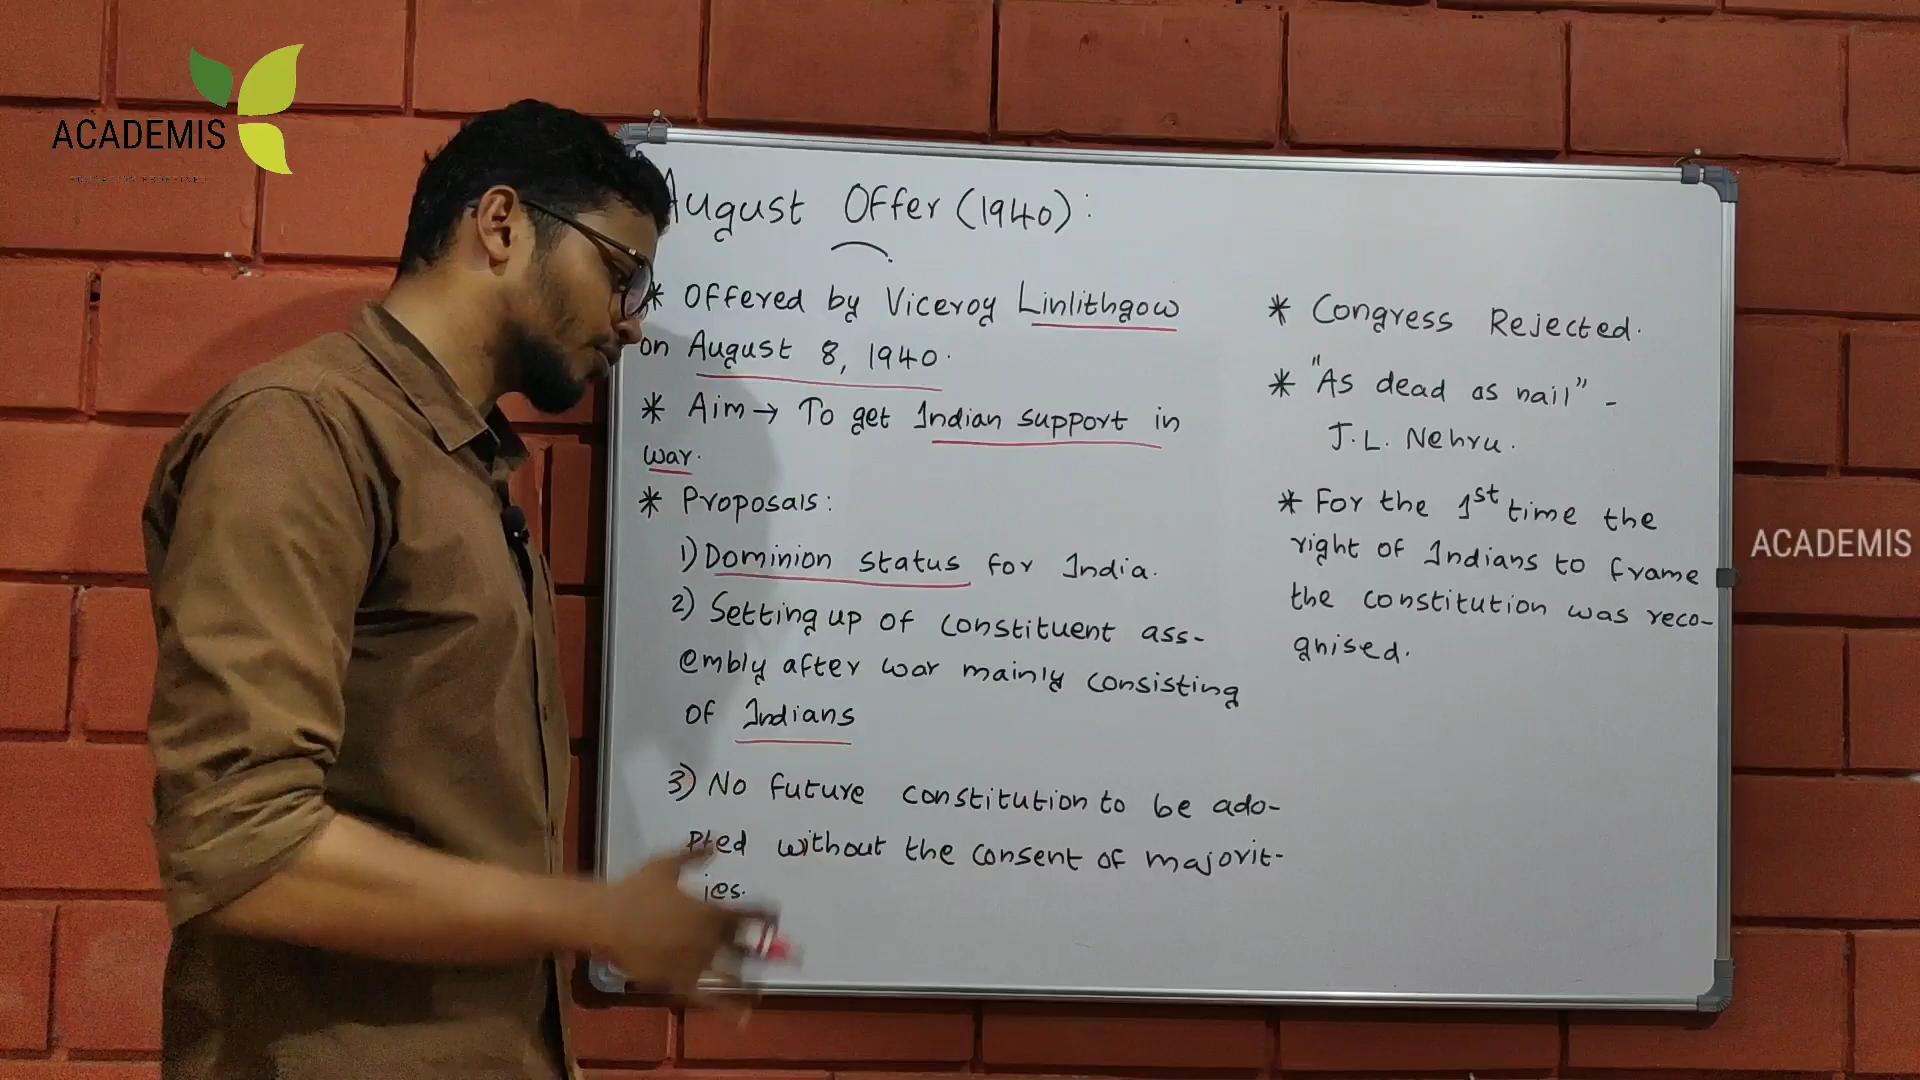 ACADEMIS
August Offer (1940):
* Offered by Viceroy Linlithgow
on August 8, 1940.
* Aim → To get Indian support in
war.
* Proposals:
1) Dominion status for India.
2) Setting up of constituent ass-
embly after war mainly consisting
of Indians
3) No future constitution to be ado-
pted without the consent of majorit-
ies.
* Congress Rejected.
* "As dead as nail" -
J.L. Nehru.
* For the 1st time the
right of Indians to frame
the constitution was reco-
gnised.
ACADEMIS